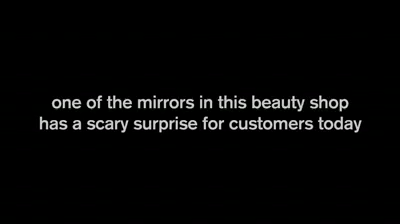 one of the mirrors in this beauty shop
has a scary surprise for customers today